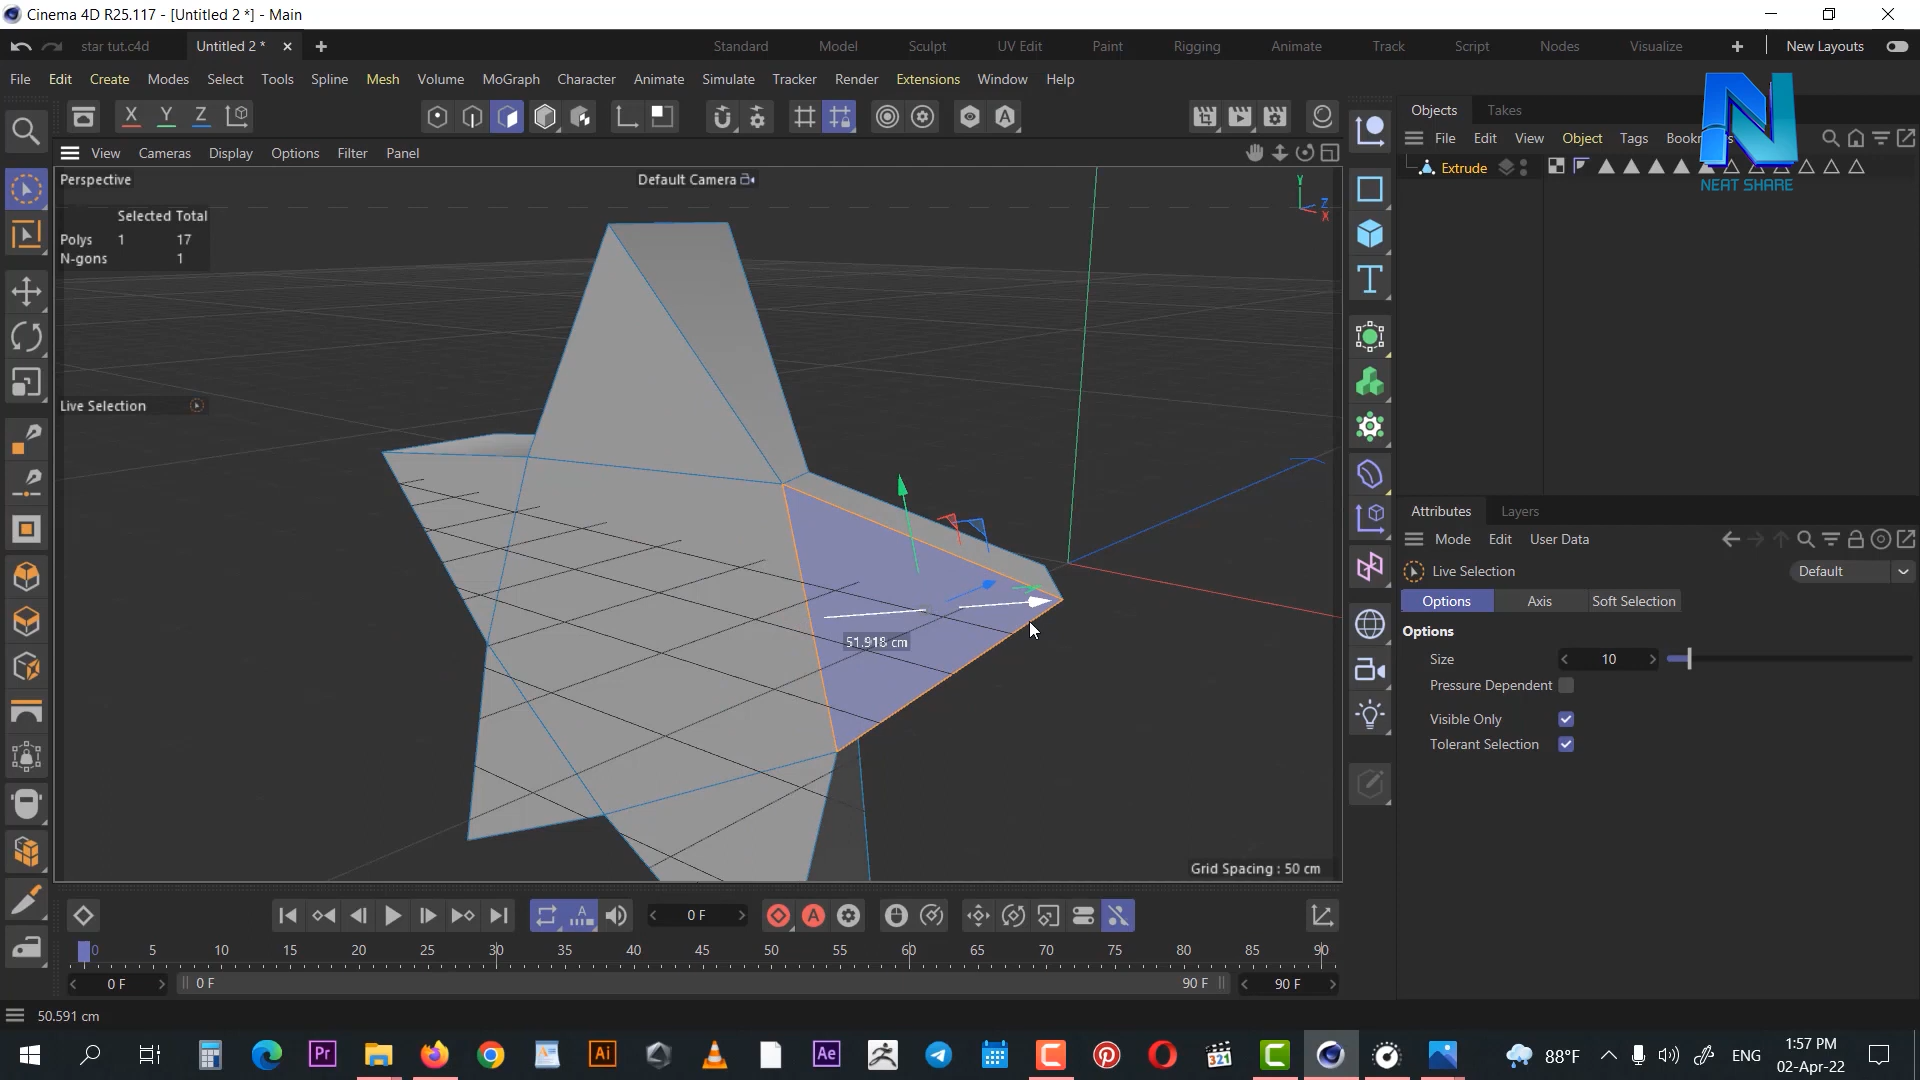 Cinema 4D R25.117 - [Untitled 2 *] - Main
star tut.c4d
Untitled 2 *
Standard
Model
Sculpt
UV Edit
Paint
Rigging
Animate
Track
Script
Nodes
Visualize
New Layouts
File
Edit
Create
Modes
Select
Tools
Spline
Mesh
Volume
MoGraph
Character
Animate
Simulate
Tracker
Render
Extensions
Window
Help
X
Y
Z
Objects
Takes
File
Edit
View
Object
Tags
View
Cameras
Display
Options
Filter
Panel
NEAT SHARE
Extrude
Perspective
Default Camera
Y
Z
X
Selected Total
Polys 1 17
N-gons 1
Live Selection
51.918 cm
Grid Spacing : 50 cm
Attributes
Layers
Mode
Edit
User Data
Live Selection
Default
Options
Axis
Soft Selection
Options
Size
10
Pressure Dependent
Visible Only
Tolerant Selection
0 F
0 5 10 15 20 25 30 35 40 45 50 55 60 65 70 75 80 85 90
0 F
0 F
90 F
90 F
50.591 cm
Pr
Ai
Ae
321
88°F
ENG
1:57 PM
02-Apr-22